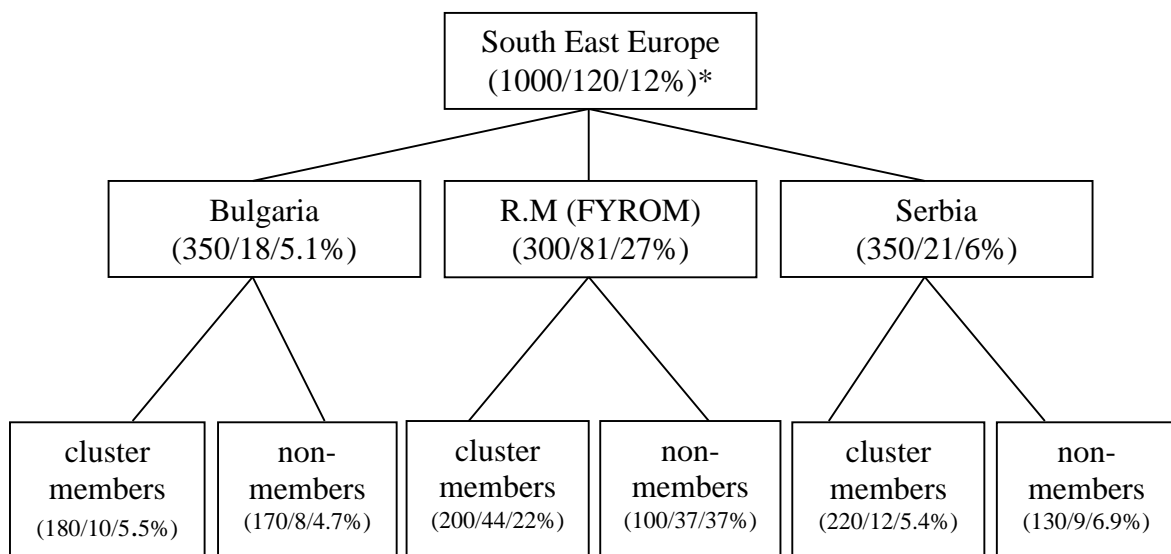 South East Europe
(1000/120/12%)*
Bulgaria
(350/18/5.1%)
R.M (FYROM)
(300/81/27%)
Serbia
(350/21/6%)
cluster
members
(180/10/5.5%)
non-
members
(170/8/4.7%)
cluster
members
(200/44/22%)
non-
members
(100/37/37%)
cluster
members
(220/12/5.4%)
non-
members
(130/9/6.9%)